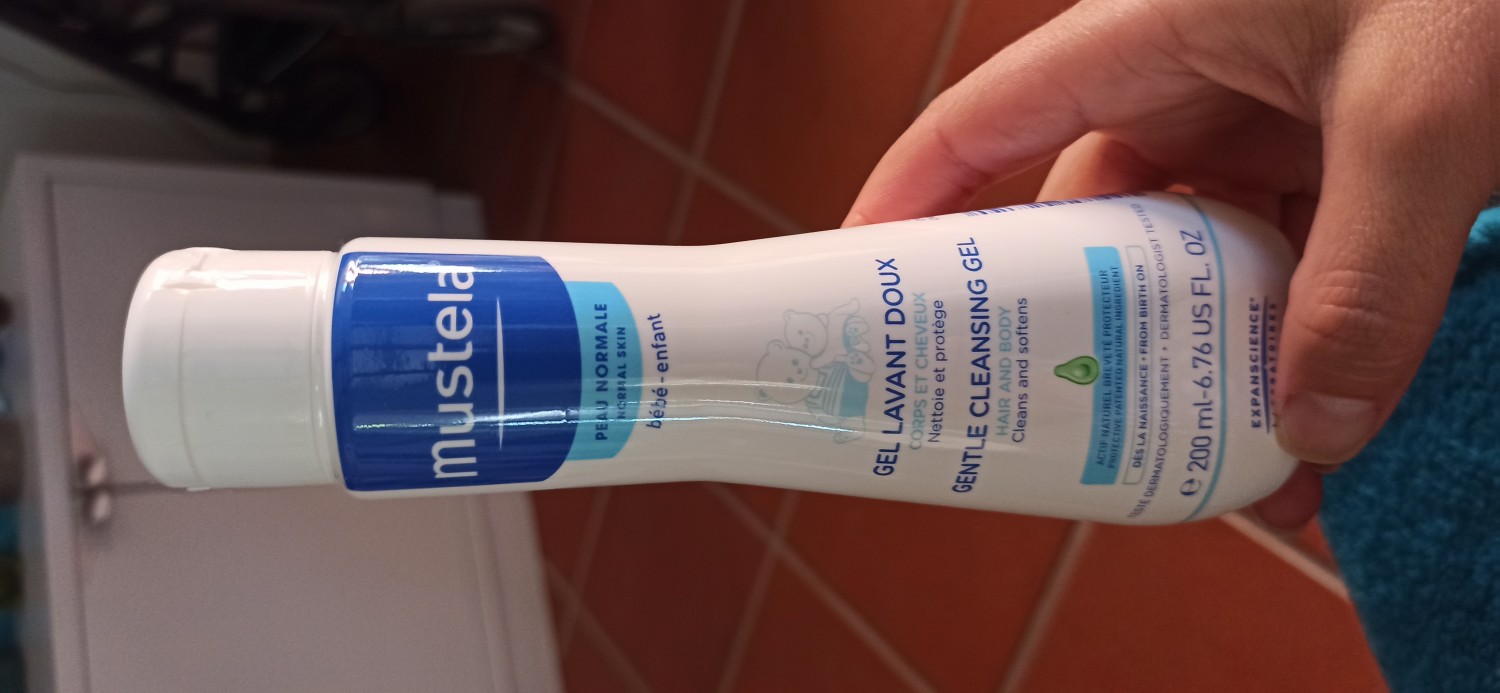 mustela
PEAU NORMALE
NORMAL SKIN
bébé-enfant
GEL LAVANT DOUX
CORPS ET CHEVEUX
Nettoie et protège
GENTLE CLEANSING GEL
HAIR AND BODY
Cleans and softens
ACTIF NATUREL BREVETÉ PROTECTEUR
PROTECTIVE PATENTED NATURAL INGREDIENT
DÈS LA NAISSANCE • FROM BIRTH ON
DERMATOLOGIQUEMENT • DERMATOLOGIST TESTED
℮ 200 ml-6.76 US FL. OZ
EXPANSCIENCE